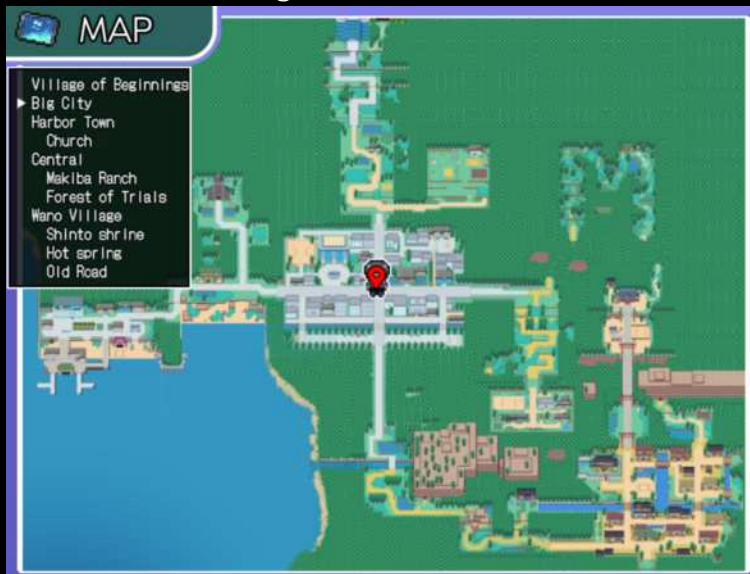 MAP
Village of Beginnings
Big City
Harbor Town
Church
Central
Makiba Ranch
Forest of Trials
Wano Village
Shinto shrine
Hot spring
Old Road